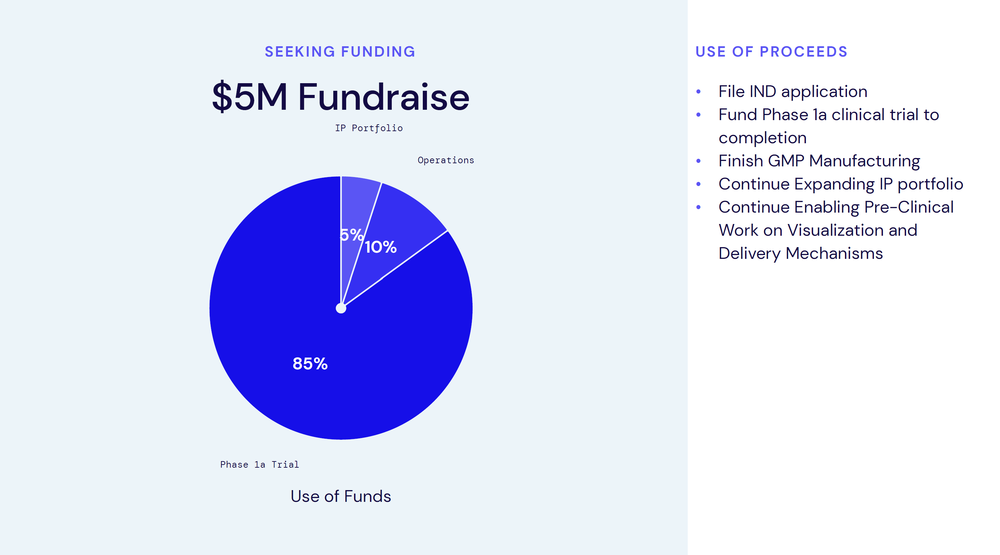 SEEKING FUNDING
$5M Fundraise
IP Portfolio
Operations
5%
10%
85%
Phase 1a Trial
Use of Funds
USE OF PROCEEDS
• File IND application
• Fund Phase 1a clinical trial to
completion
• Finish GMP Manufacturing
• Continue Expanding IP portfolio
• Continue Enabling Pre-Clinical
Work on Visualization and
Delivery Mechanisms